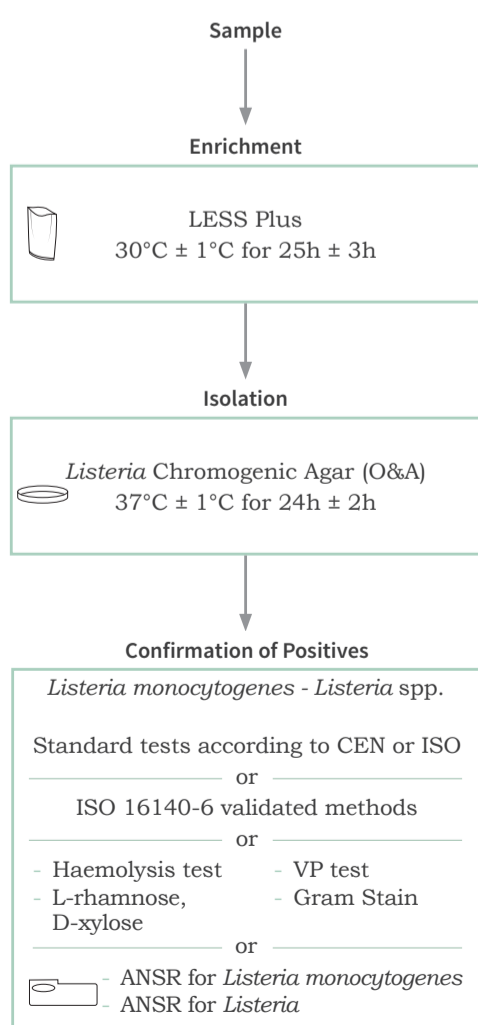 Sample
Enrichment
LESS Plus
30°C ± 1°C for 25h ± 3h
Isolation
Listeria Chromogenic Agar (O&A)
37°C ± 1°C for 24h ± 2h
Confirmation of Positives
Listeria monocytogenes - Listeria spp.
Standard tests according to CEN or ISO
or
ISO 16140-6 validated methods
or
- Haemolysis test
- L-rhamnose,
D-xylose
- VP test
- Gram Stain
or
- ANSR for Listeria monocytogenes
- ANSR for Listeria